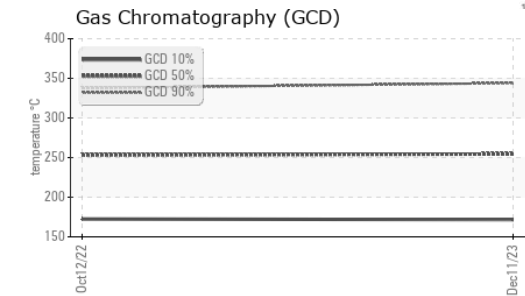 Gas Chromatography (GCD)
400
350
300
250
200
150
temperature °C
GCD 10%
GCD 50%
GCD 90%
Oct12/22
Dec11/23